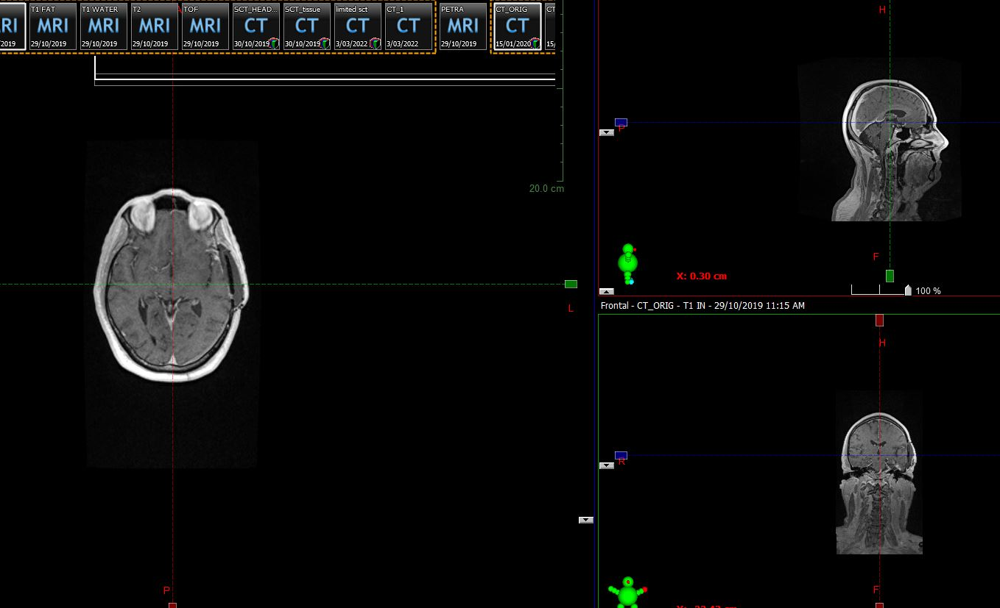 T1 FAT
MRI
29/10/2019
T1 WATER
MRI
29/10/2019
T2
MRI
29/10/2019
TOF
MRI
29/10/2019
SCT_HEAD...
CT
30/10/2019
SCT_tissue
CT
30/10/2019
limited sct
CT
3/03/2022
CT_1
CT
3/03/2022
PETRA
MRI
29/10/2019
CT_ORIG
CT
15/01/2020
CT
15/
RI
2019
20.0 cm
L
P
H
P
F
X: 0.30 cm
100 %
Frontal - CT_ORIG - T1 IN - 29/10/2019 11:15 AM
H
R
F